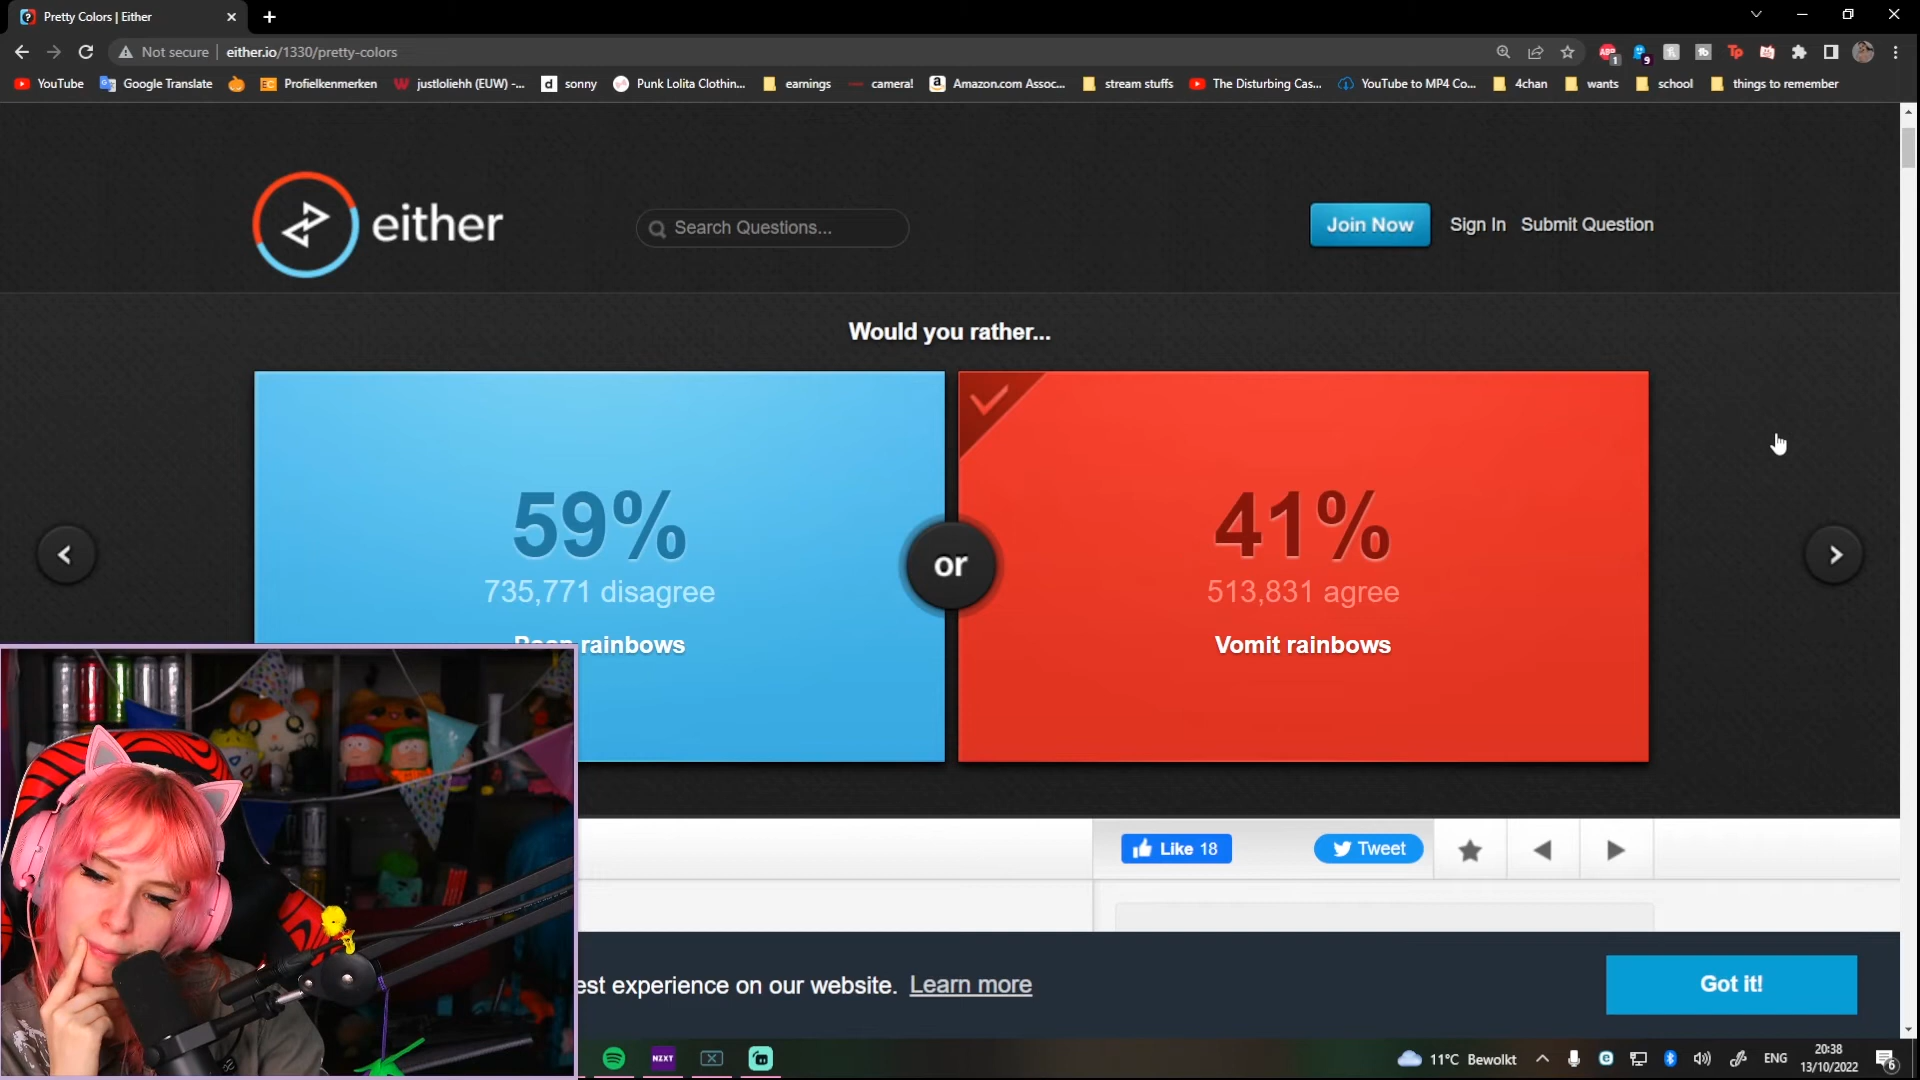 Pretty Colors | Either
Not secure
either.io/1330/pretty-colors
1
9
YouTube
Google Translate
Profielkenmerken
justloliehh (EUW) -...
sonny
Punk Lolita Clothin...
earnings
camera!
Amazon.com Assoc...
stream stuffs
The Disturbing Cas...
YouTube to MP4 Co...
4chan
wants
school
things to remember
either
Search Questions...
Join Now
Sign In
Submit Question
Would you rather...
59%
735,771 disagree
rainbows
or
41%
513,831 agree
Vomit rainbows
Like 18
Tweet
est experience on our website. Learn more
Got it!
NZXT
11°C Bewolkt
ENG
20:38
13/10/2022
6